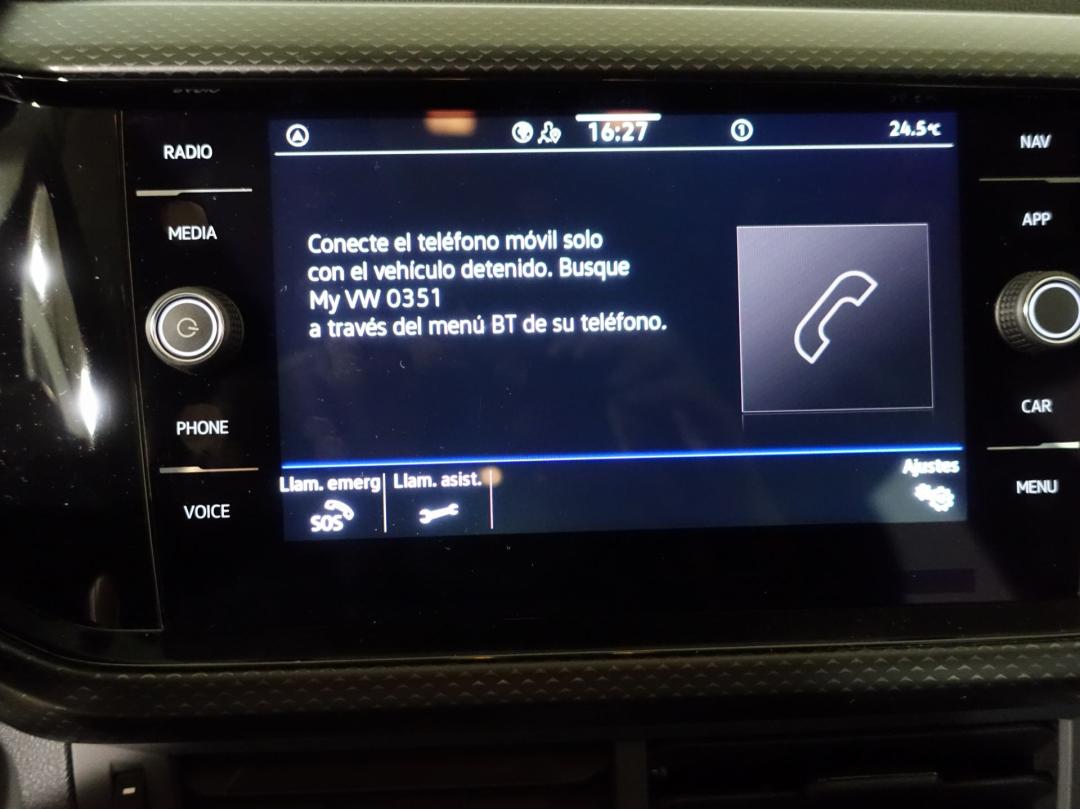 RADIO
MEDIA
PHONE
VOICE
16:27
1
24.5°C
Conecte el teléfono móvil solo
con el vehículo detenido. Busque
My VW 0351
a través del menú BT de su teléfono.
Llam. emerg
SOS
Llam. asist.
Ajustes
NAV
APP
CAR
MENU